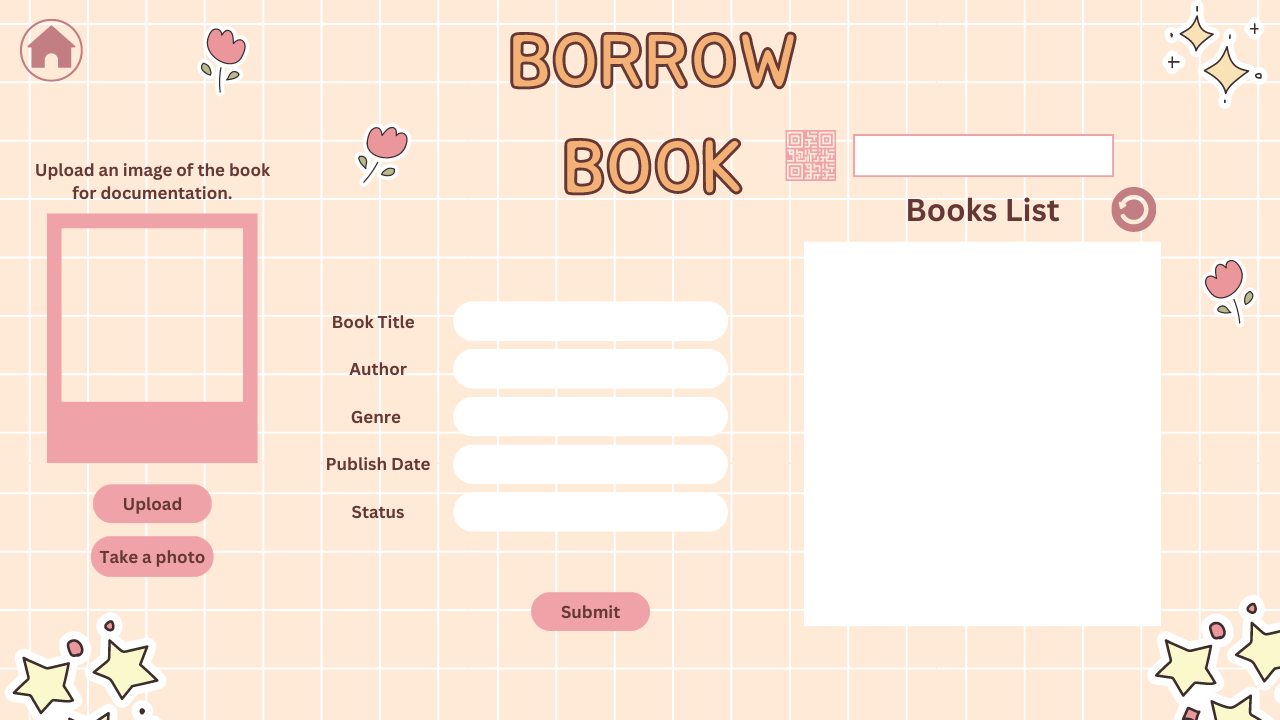 BORROW
BOOK
Upload an image of the book
for documentation.
Upload
Take a photo
Book Title
Author
Genre
Publish Date
Status
Submit
Books List